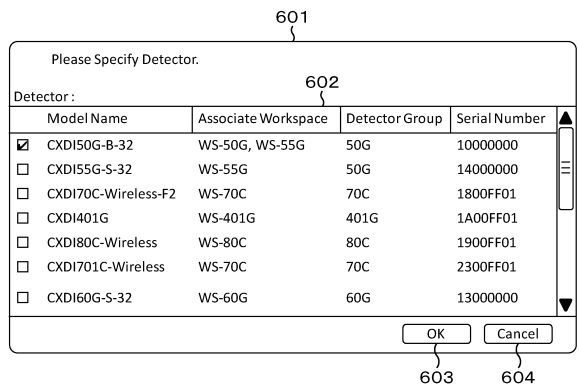 601
Please Specify Detector.
602
Detector :
Model Name Associate Workspace Detector Group Serial Number
CXDI50G-B-32 WS-50G, WS-55G 50G 10000000
CXDI55G-S-32 WS-55G 50G 14000000
CXDI70C-Wireless-F2 WS-70C 70C 1800FF01
CXDI401G WS-401G 401G 1A00FF01
CXDI80C-Wireless WS-80C 80C 1900FF01
CXDI701C-Wireless WS-70C 70C 2300FF01
CXDI60G-S-32 WS-60G 60G 13000000
OK Cancel
603 604